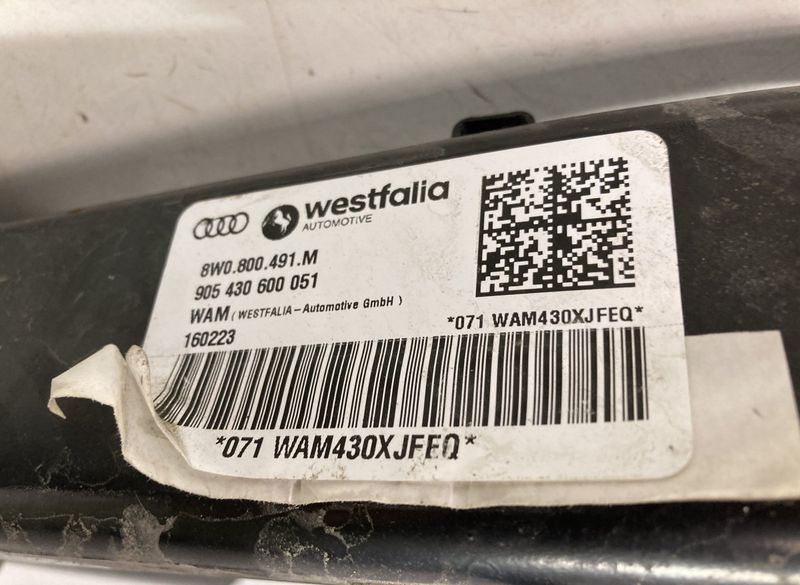 westfalia
AUTOMOTIVE
8W0.800.491.M
905 430 600 051
WAM ( WESTFALIA-Automotive GmbH )
160223
*071 WAM430XJFEQ*
*071 WAM430XJFEQ*